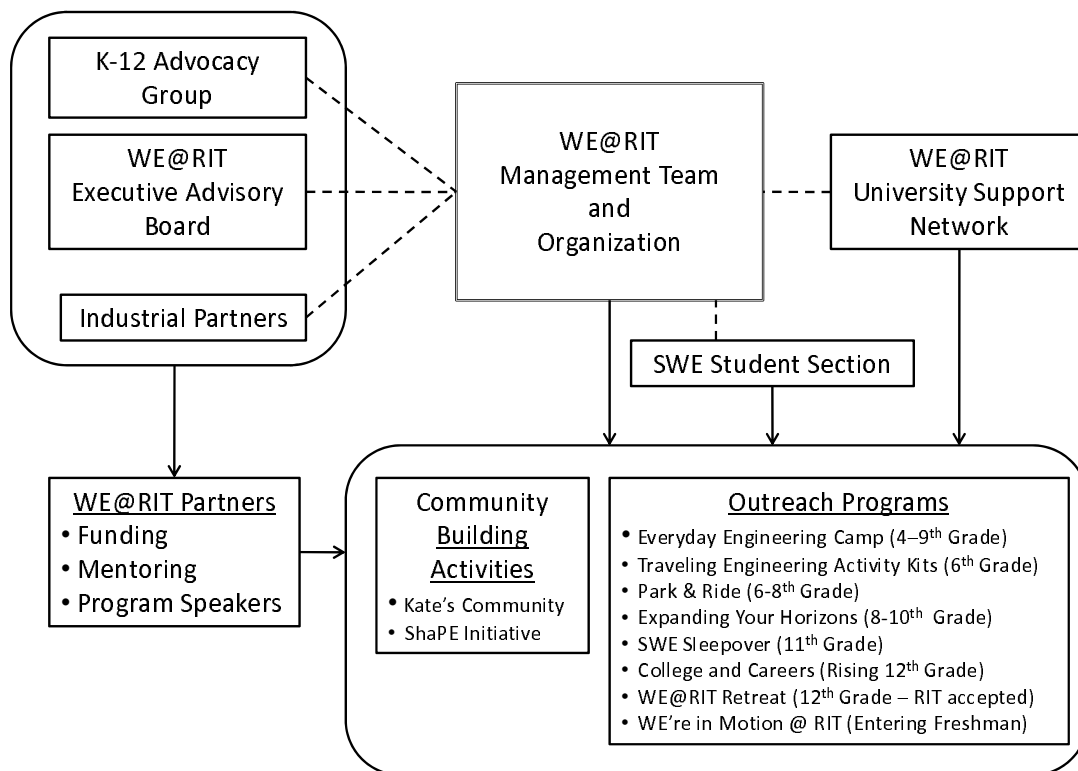 K-12 Advocacy
Group
WE@RIT
Executive Advisory
Board
Industrial Partners
WE@RIT
Management Team
and
Organization
WE@RIT
University Support
Network
SWE Student Section
WE@RIT Partners
• Funding
• Mentoring
• Program Speakers
Community
Building
Activities
• Kate's Community
• ShaPE Initiative
Outreach Programs
• Everyday Engineering Camp (4–9th Grade)
• Traveling Engineering Activity Kits (6th Grade)
• Park & Ride (6-8th Grade)
• Expanding Your Horizons (8-10th Grade)
• SWE Sleepover (11th Grade)
• College and Careers (Rising 12th Grade)
• WE@RIT Retreat (12th Grade – RIT accepted)
• WE're in Motion @ RIT (Entering Freshman)